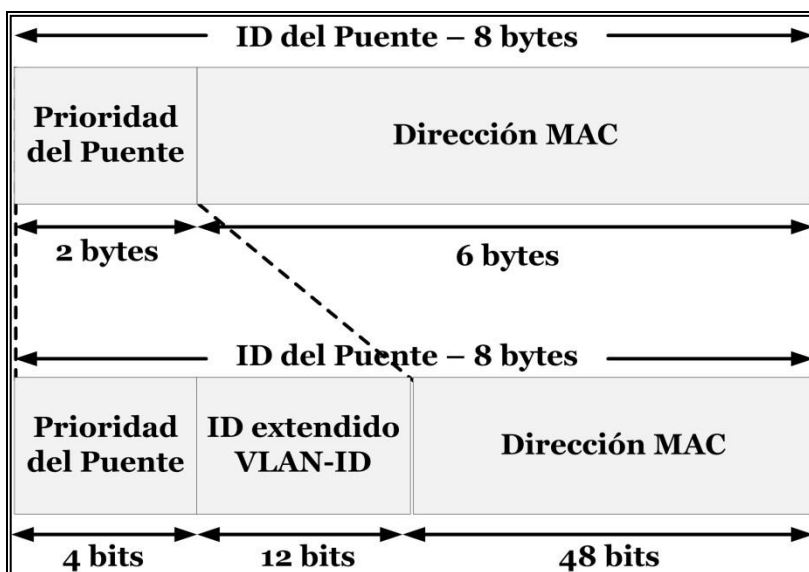 ID del Puente – 8 bytes
Prioridad
del Puente
Dirección MAC
2 bytes
6 bytes
ID del Puente – 8 bytes
Prioridad
del Puente
ID extendido
VLAN-ID
Dirección MAC
4 bits
12 bits
48 bits